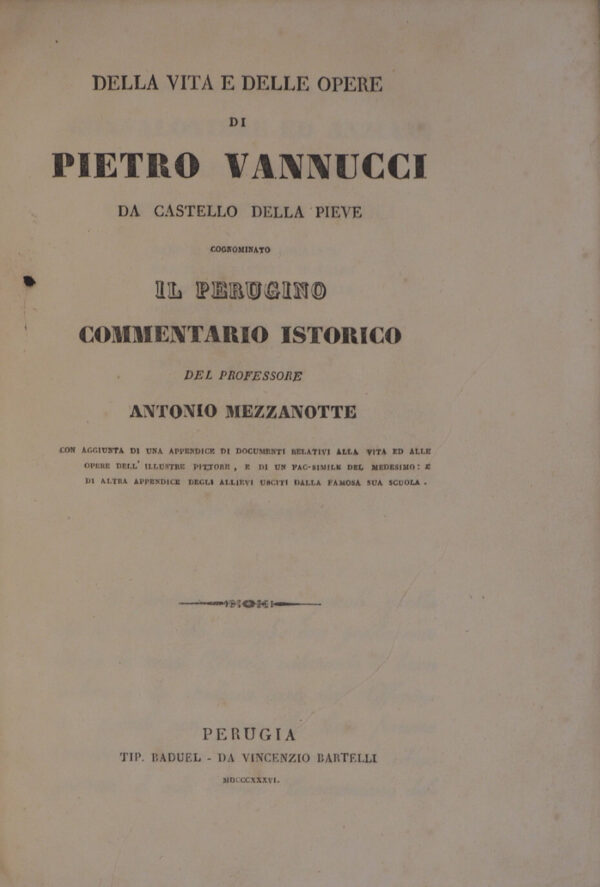 DELLA VITA E DELLE OPERE
DI
PIETRO VANNUCCI
DA CASTELLO DELLA PIEVE
COGNOMINATO
IL PERUGINO
COMMENTARIO ISTORICO
DEL PROFESSORE
ANTONIO MEZZANOTTE
CON AGGIUNTA DI UNA APPENDICE DI DOCUMENTI RELATIVI ALLA VITA ED ALLE
OPERE DELL' ILLUSTRE PITTORE, E DI UN FAC-SIMILE DEL MEDESIMO: E
DI ALTRA APPENDICE DEGLI ALLIEVI USCITI DALLA FAMOSA SUA SCUOLA.
PERUGIA
TIP. BADUEL - DA VINCENZIO BARTELLI
MDCCCXXXVI.